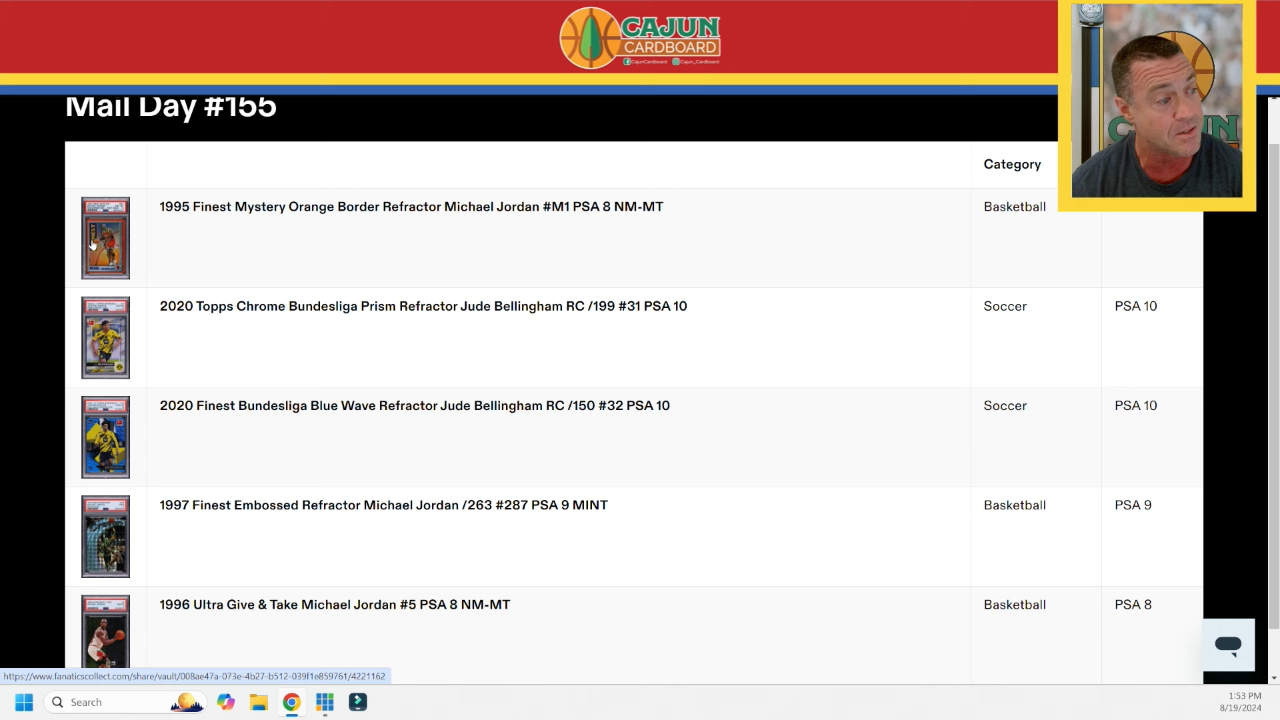 CAJUN
CARDBOARD
CajunCardboard Cajun_Cardboard
Mail Day #155
Category
1995 Finest Mystery Orange Border Refractor Michael Jordan #M1 PSA 8 NM-MT
Basketball
2020 Topps Chrome Bundesliga Prism Refractor Jude Bellingham RC /199 #31 PSA 10
Soccer
PSA 10
2020 Finest Bundesliga Blue Wave Refractor Jude Bellingham RC /150 #32 PSA 10
Soccer
PSA 10
1997 Finest Embossed Refractor Michael Jordan /263 #287 PSA 9 MINT
Basketball
PSA 9
1996 Ultra Give & Take Michael Jordan #5 PSA 8 NM-MT
Basketball
PSA 8
https://www.fanaticscollect.com/share/vault/008ae47a-073e-4b27-b512-039f1e859761/4221162
Search
1:53 PM
8/19/2024